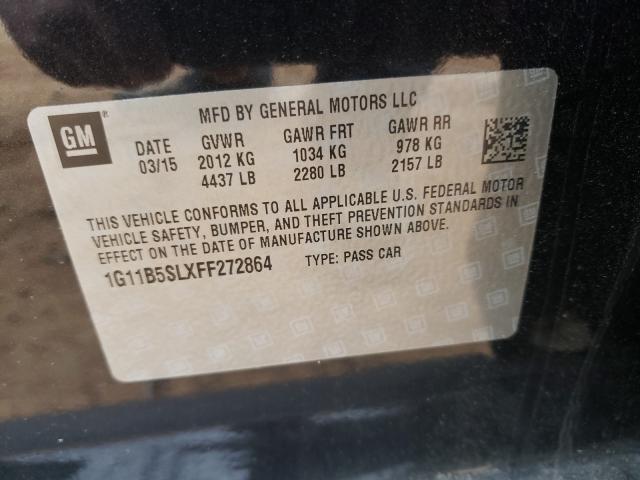 MFD BY GENERAL MOTORS LLC
GM
DATE GVWR GAWR FRT GAWR RR
03/15 2012 KG 1034 KG 978 KG
4437 LB 2280 LB 2157 LB
THIS VEHICLE CONFORMS TO ALL APPLICABLE U.S. FEDERAL MOTOR
VEHICLE SAFETY, BUMPER, AND THEFT PREVENTION STANDARDS IN
EFFECT ON THE DATE OF MANUFACTURE SHOWN ABOVE.
1G11B5SLXFF272864 TYPE: PASS CAR